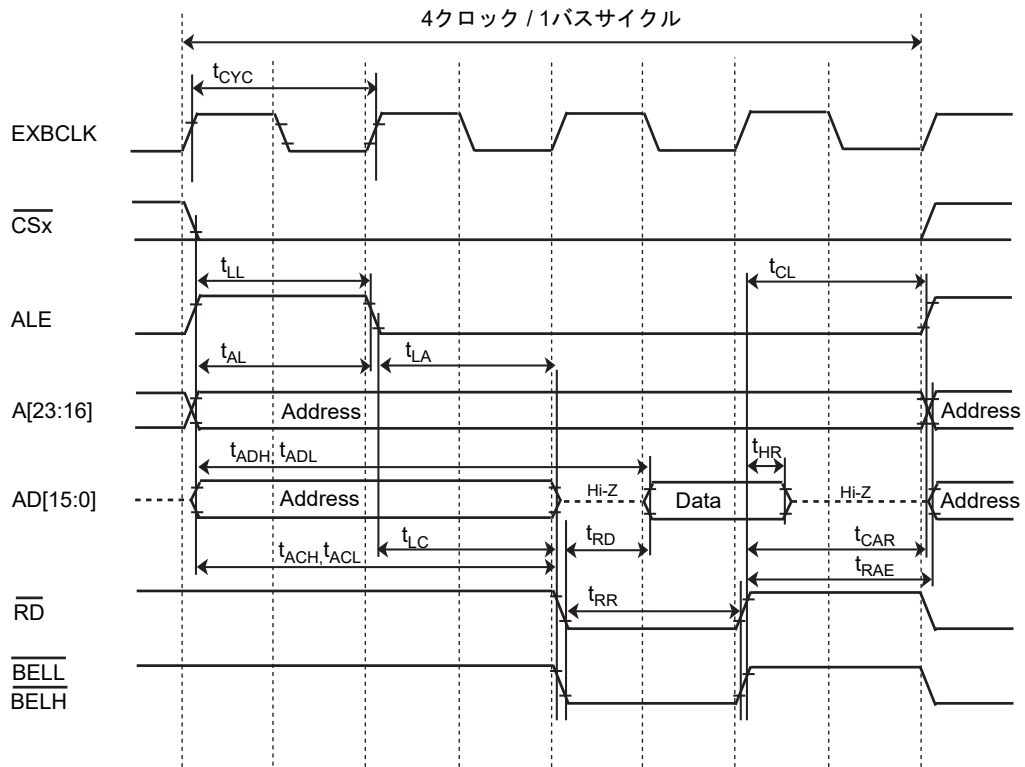 4クロック / 1バスサイクル
tCYC
EXBCLK
CSx
tLL
tCL
ALE
tAL
tLA
A[23:16]
Address
Address
tADH, tADL
tHR
AD[15:0]
Address
Hi-Z
Data
Hi-Z
Address
tLC
tRD
tCAR
tACH,tACL
tRAE
RD
tRR
BELL
BELH